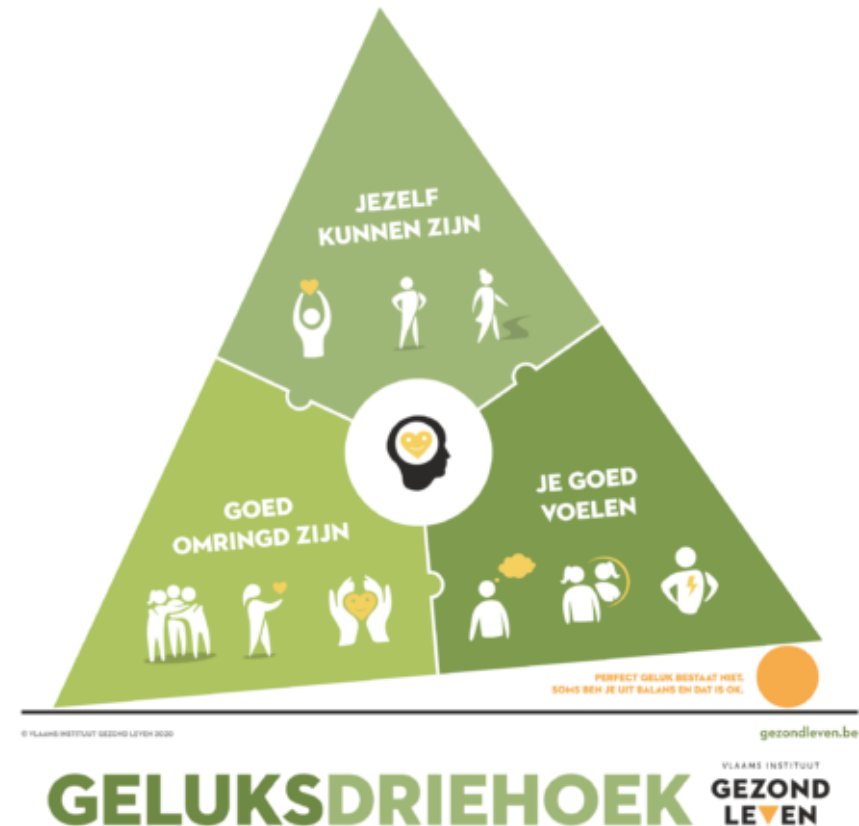 JEZELF
KUNNEN ZIJN
GOED
OMRINGD ZIJN
JE GOED
VOELEN
PERFECT GELUK BESTAAT NIET.
SOMS BEN JE UIT BALANS EN DAT IS OK.
© VLAAMS INSTITUUT GEZOND LEVEN 2020
gezondleven.be
GELUKSDRIEHOEK
VLAAMS INSTITUUT
GEZOND
LEVEN